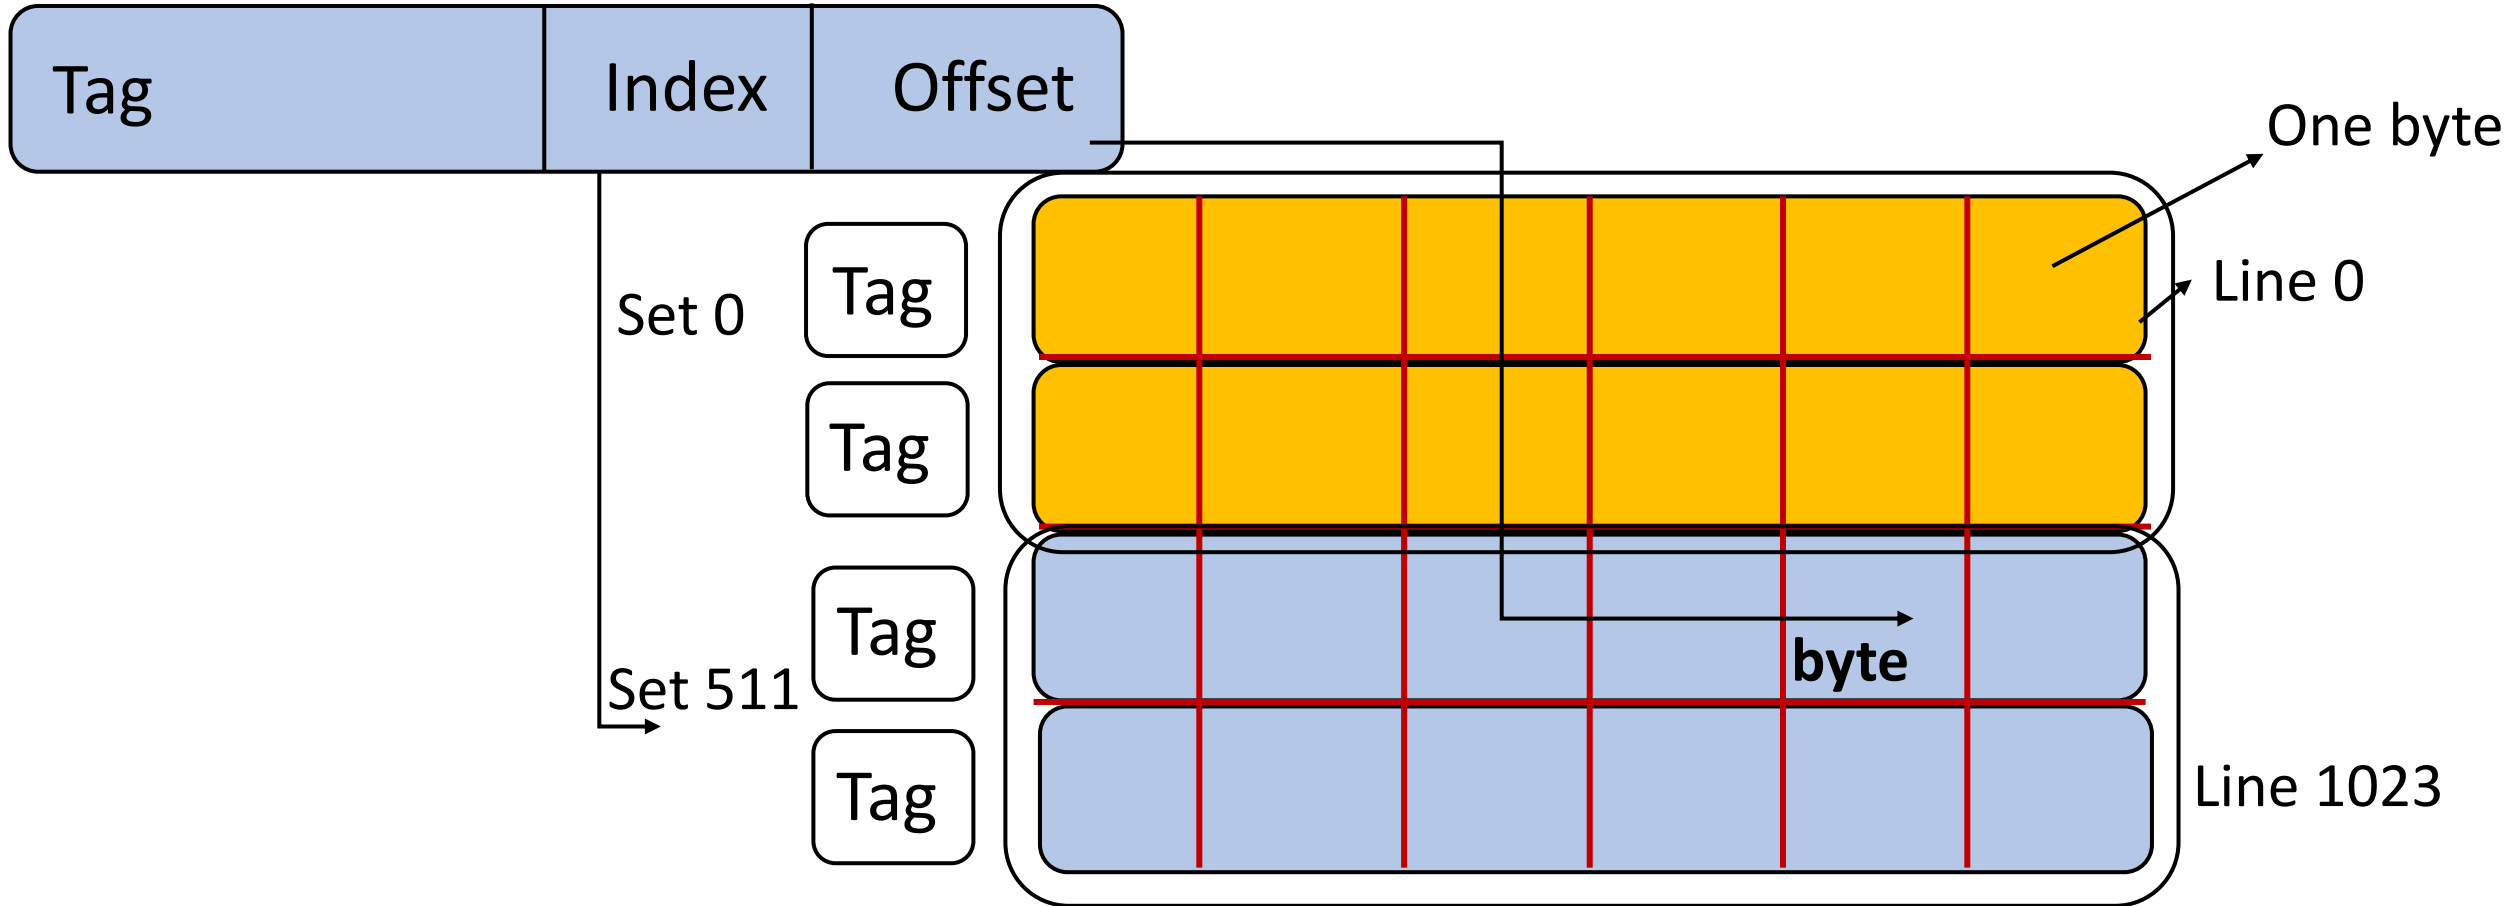 Tag Index Offset
One byte
Tag
Line 0
Set 0
Tag
Tag
byte
Set 511
Tag
Line 1023